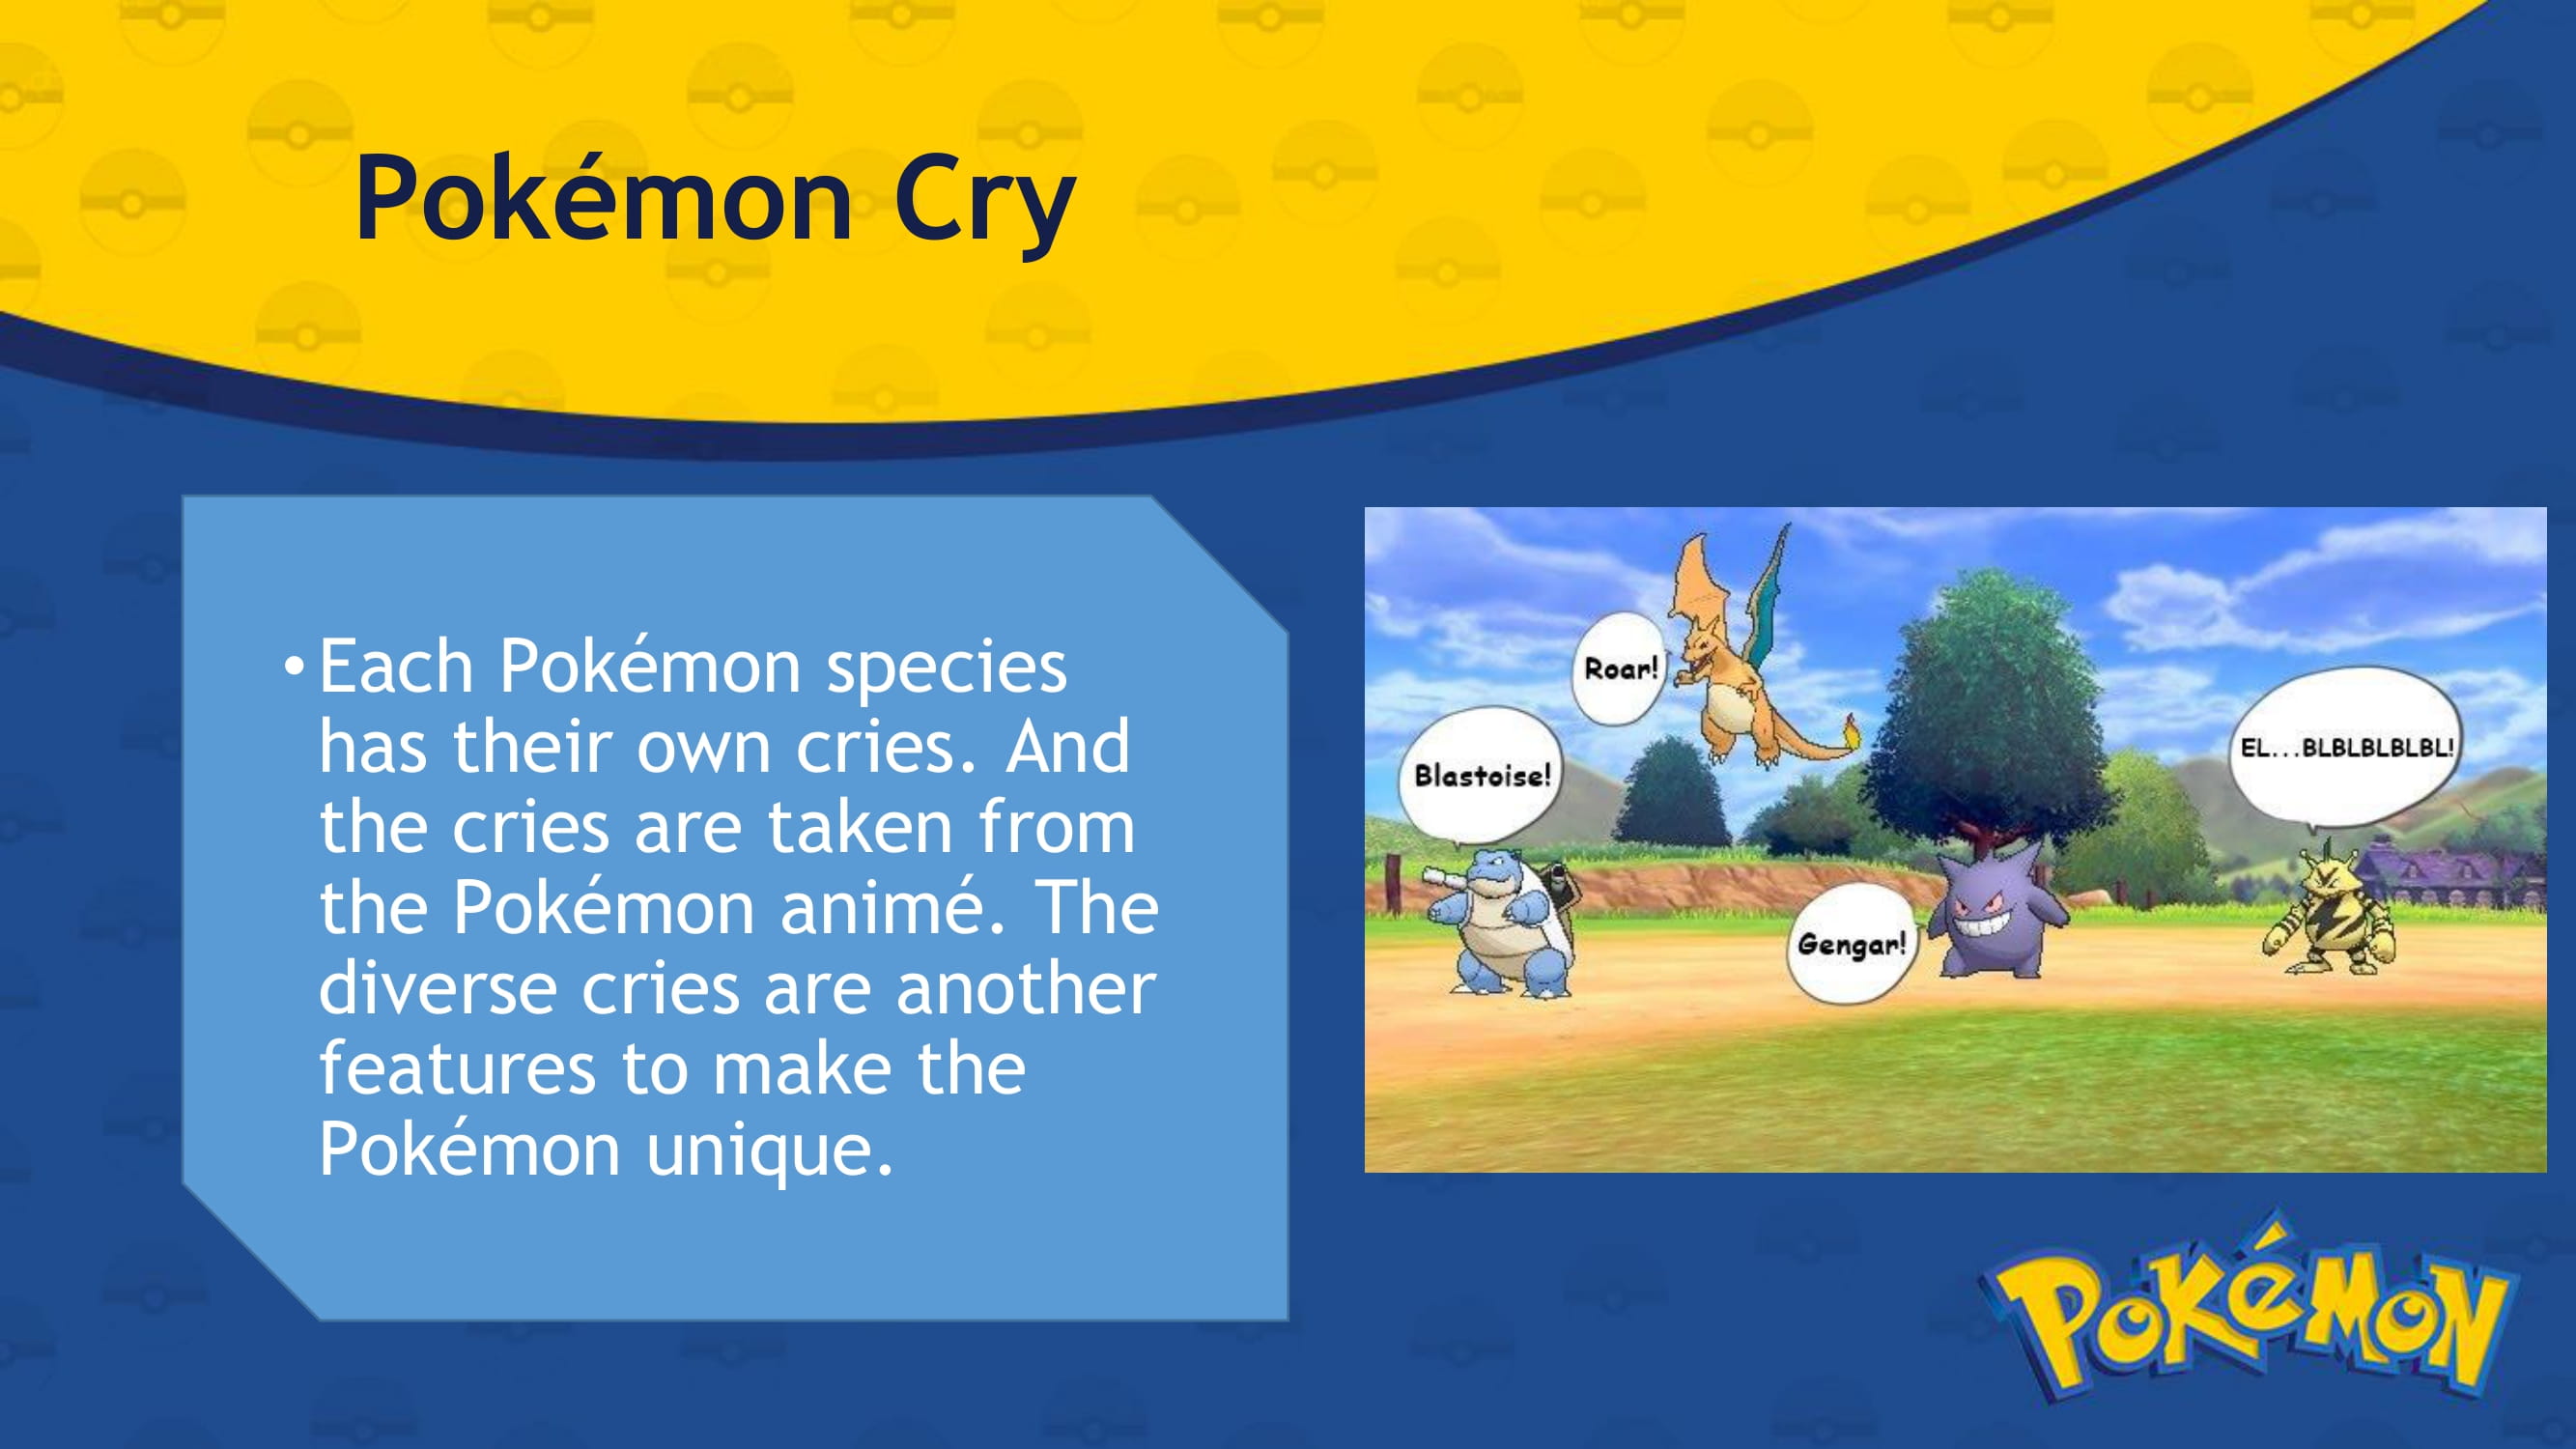 Pokémon Cry
• Each Pokémon species
has their own cries. And
the cries are taken from
the Pokémon animé. The
diverse cries are another
features to make the
Pokémon unique.
Roar!
Blastoise!
EL...BLBLBLBLBL!
Gengar!
POKéMON